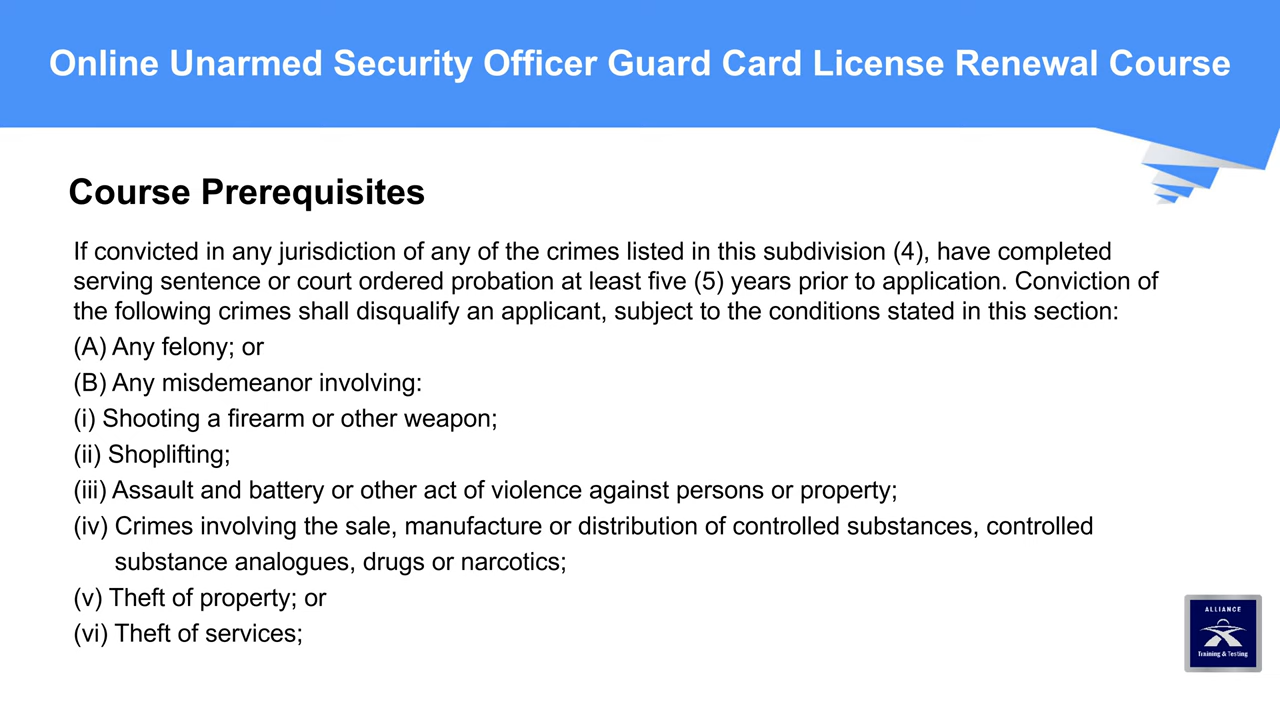 Online Unarmed Security Officer Guard Card License Renewal Course
Course Prerequisites
If convicted in any jurisdiction of any of the crimes listed in this subdivision (4), have completed
serving sentence or court ordered probation at least five (5) years prior to application. Conviction of
the following crimes shall disqualify an applicant, subject to the conditions stated in this section:
(A) Any felony; or
(B) Any misdemeanor involving:
(i) Shooting a firearm or other weapon;
(ii) Shoplifting;
(iii) Assault and battery or other act of violence against persons or property;
(iv) Crimes involving the sale, manufacture or distribution of controlled substances, controlled
substance analogues, drugs or narcotics;
(v) Theft of property; or
(vi) Theft of services;
ALLIANCE
Training & Testing